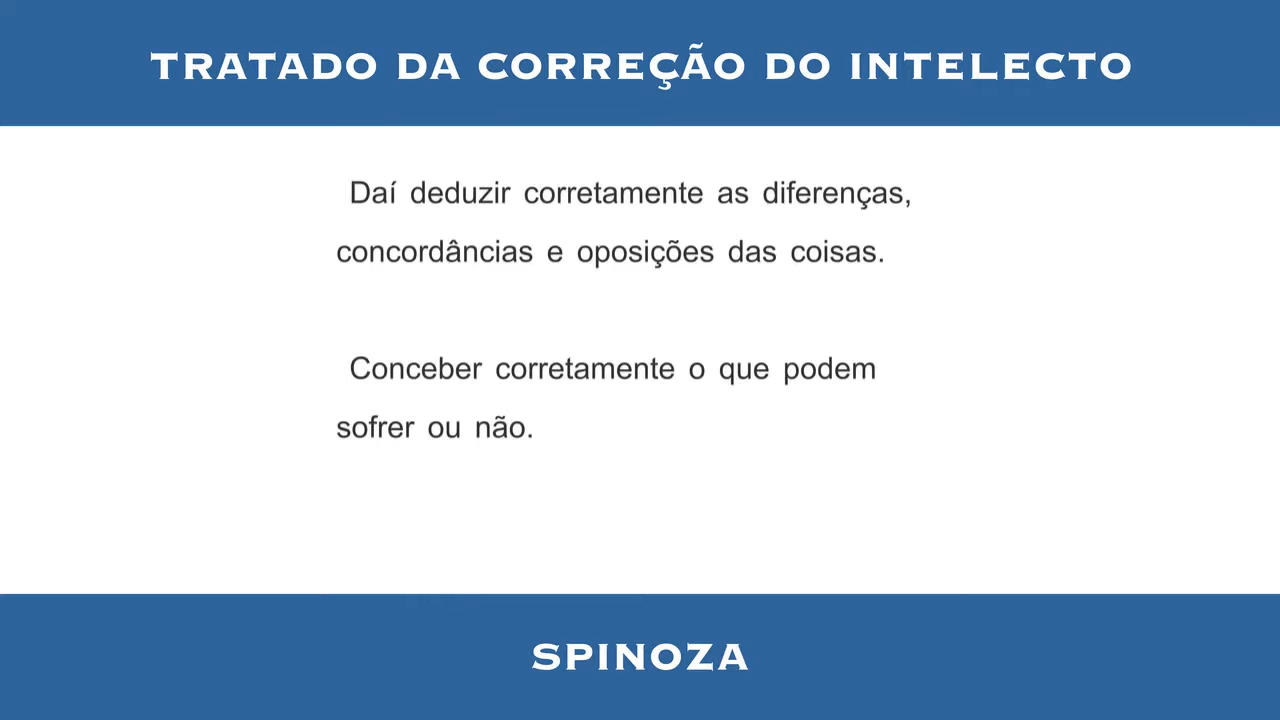 TRATADO DA CORREÇÃO DO INTELECTO
Daí deduzir corretamente as diferenças,
concordâncias e oposições das coisas.
Conceber corretamente o que podem
sofrer ou não.
SPINOZA